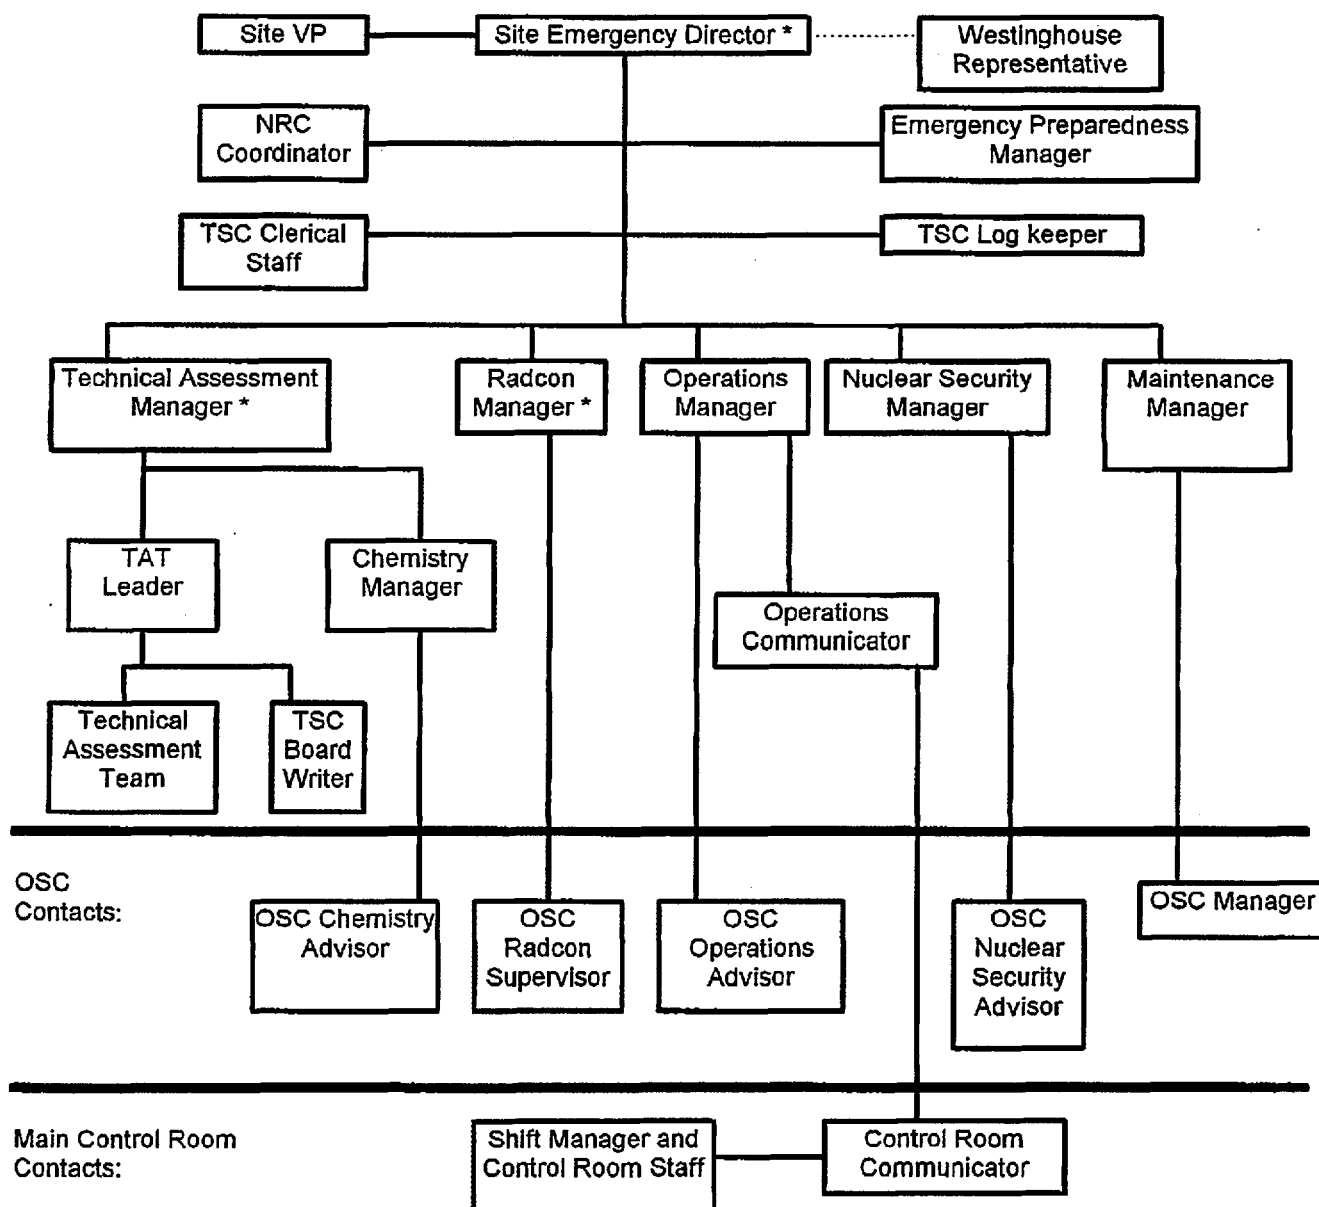 Site VP
Site Emergency Director *
Westinghouse
Representative
NRC
Coordinator
Emergency Preparedness
Manager
TSC Clerical
Staff
TSC Log keeper
Technical Assessment
Manager *
Radcon
Manager *
Operations
Manager
Nuclear Security
Manager
Maintenance
Manager
TAT
Leader
Chemistry
Manager
Operations
Communicator
Technical
Assessment
Team
TSC
Board
Writer
OSC
Contacts:
OSC Chemistry
Advisor
OSC
Radcon
Supervisor
OSC
Operations
Advisor
OSC
Nuclear
Security
Advisor
OSC Manager
Main Control Room
Contacts:
Shift Manager and
Control Room Staff
Control Room
Communicator